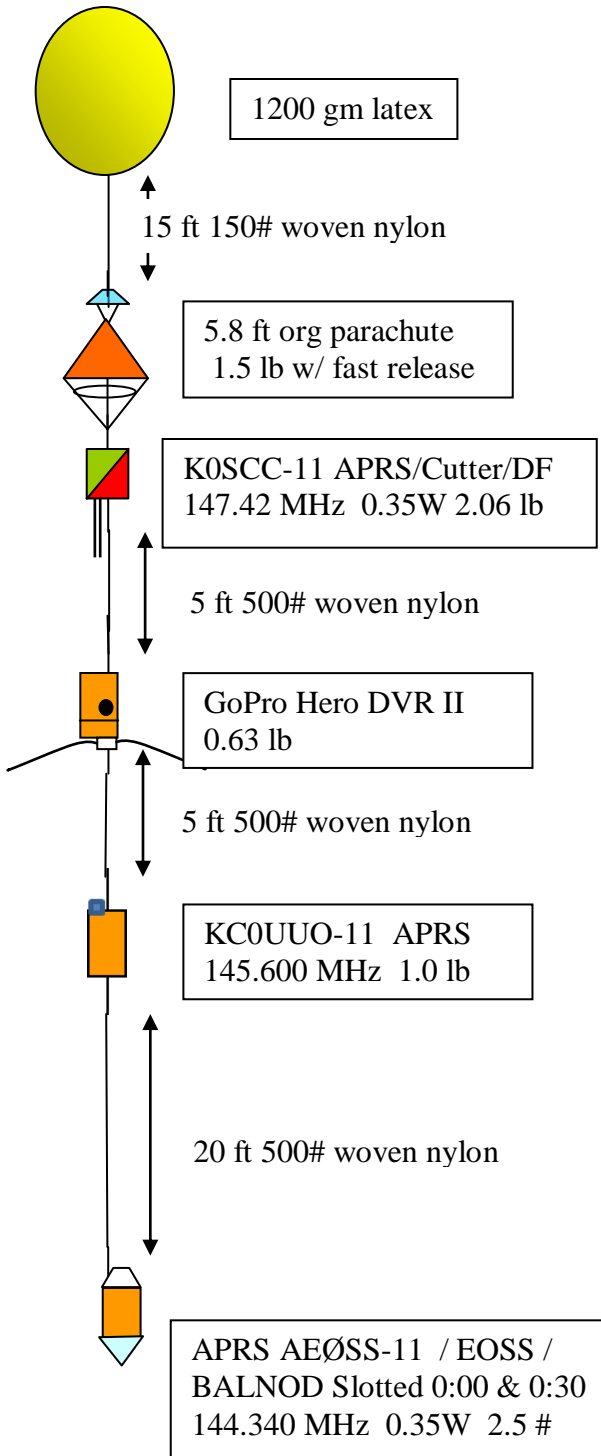 1200 gm latex
15 ft 150# woven nylon
5.8 ft org parachute
1.5 lb w/ fast release
K0SCC-11 APRS/Cutter/DF
147.42 MHz 0.35W 2.06 lb
5 ft 500# woven nylon
GoPro Hero DVR II
0.63 lb
5 ft 500# woven nylon
KC0UUO-11 APRS
145.600 MHz 1.0 lb
20 ft 500# woven nylon
APRS AEØSS-11 / EOSS /
BALNOD Slotted 0:00 & 0:30
144.340 MHz 0.35W 2.5 #